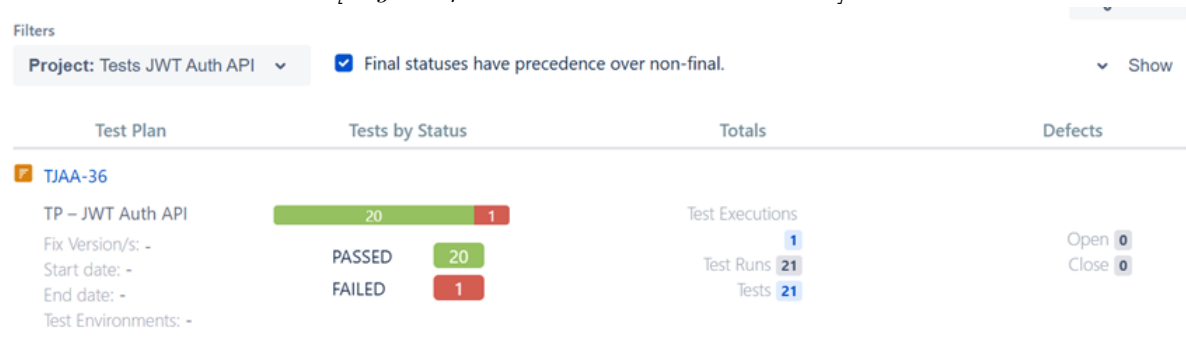 Filters
Project: Tests JWT Auth API
Final statuses have precedence over non-final.
Show
Test Plan Tests by Status Totals Defects
TJAA-36
TP – JWT Auth API
Fix Version/s: -
Start date: -
End date: -
Test Environments: -
20 1
PASSED 20
FAILED 1
Test Executions
1
Test Runs 21
Tests 21
Open 0
Close 0